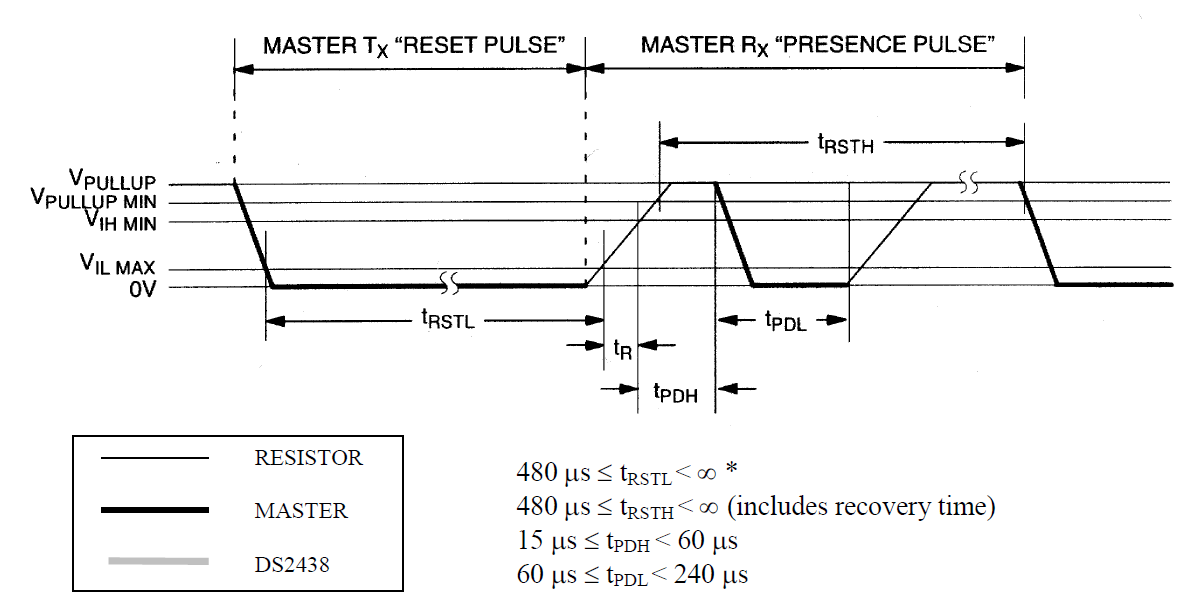 MASTER TX “RESET PULSE” MASTER RX “PRESENCE PULSE”
tRSTH
VPULLUP
VPULLUP MIN
VIH MIN
VIL MAX
0V
tRSTL
tPDL
tR
tPDH
RESISTOR
MASTER
DS2438
480 μs ≤ tRSTL < ∞ *
480 μs ≤ tRSTH < ∞ (includes recovery time)
15 μs ≤ tPDH < 60 μs
60 μs ≤ tPDL < 240 μs